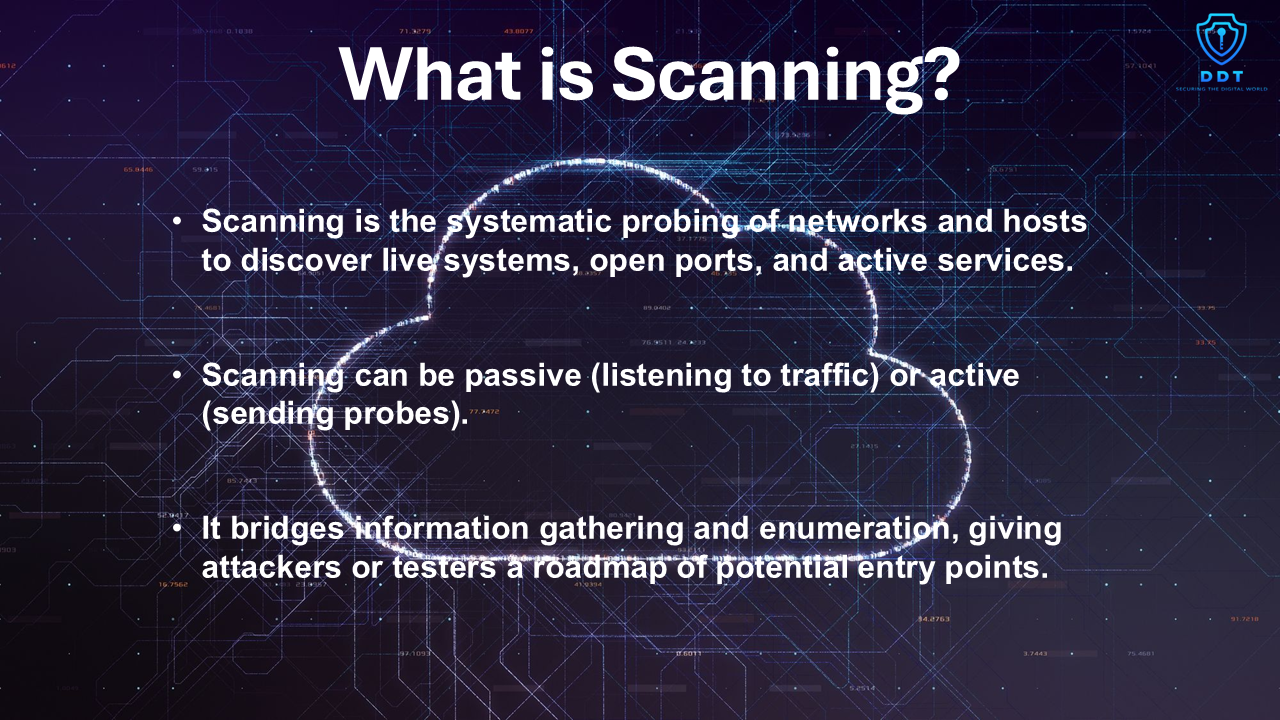 What is Scanning?
DDT
SECURING THE DIGITAL WORLD
• Scanning is the systematic probing of networks and hosts
to discover live systems, open ports, and active services.
• Scanning can be passive (listening to traffic) or active
(sending probes).
• It bridges information gathering and enumeration, giving
attackers or testers a roadmap of potential entry points.